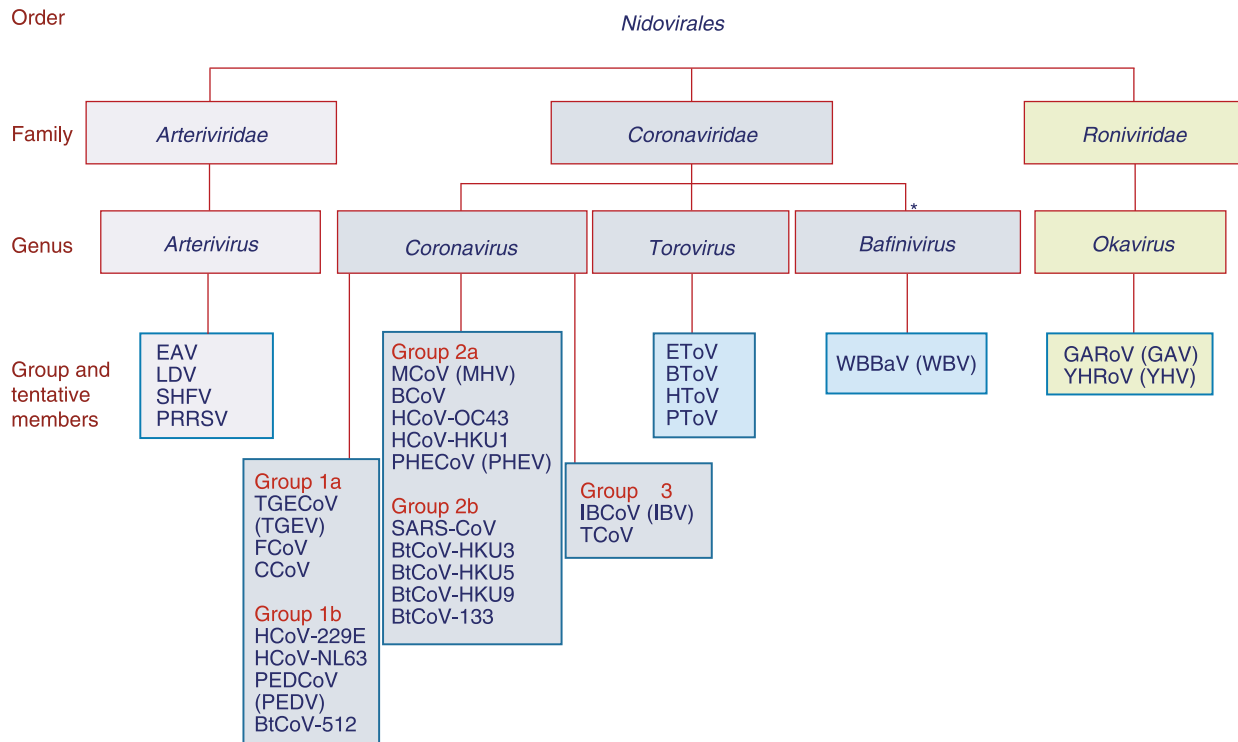 Order
Nidovirales
Family
Arteriviridae
Coronaviridae
Roniviridae
*
Genus
Arterivirus
Coronavirus
Torovirus
Bafinivirus
Okavirus
Group and
tentative
members
EAV
LDV
SHFV
PRRSV
Group 1a
TGECoV
(TGEV)
FCoV
CCoV
Group 1b
HCoV-229E
HCoV-NL63
PEDCoV
(PEDV)
BtCoV-512
Group 2a
MCoV (MHV)
BCoV
HCoV-OC43
HCoV-HKU1
PHECoV (PHEV)
Group 2b
SARS-CoV
BtCoV-HKU3
BtCoV-HKU5
BtCoV-HKU9
BtCoV-133
Group 3
IBCoV (IBV)
TCoV
EToV
BToV
HToV
PToV
WBBaV (WBV)
GARoV (GAV)
YHRoV (YHV)